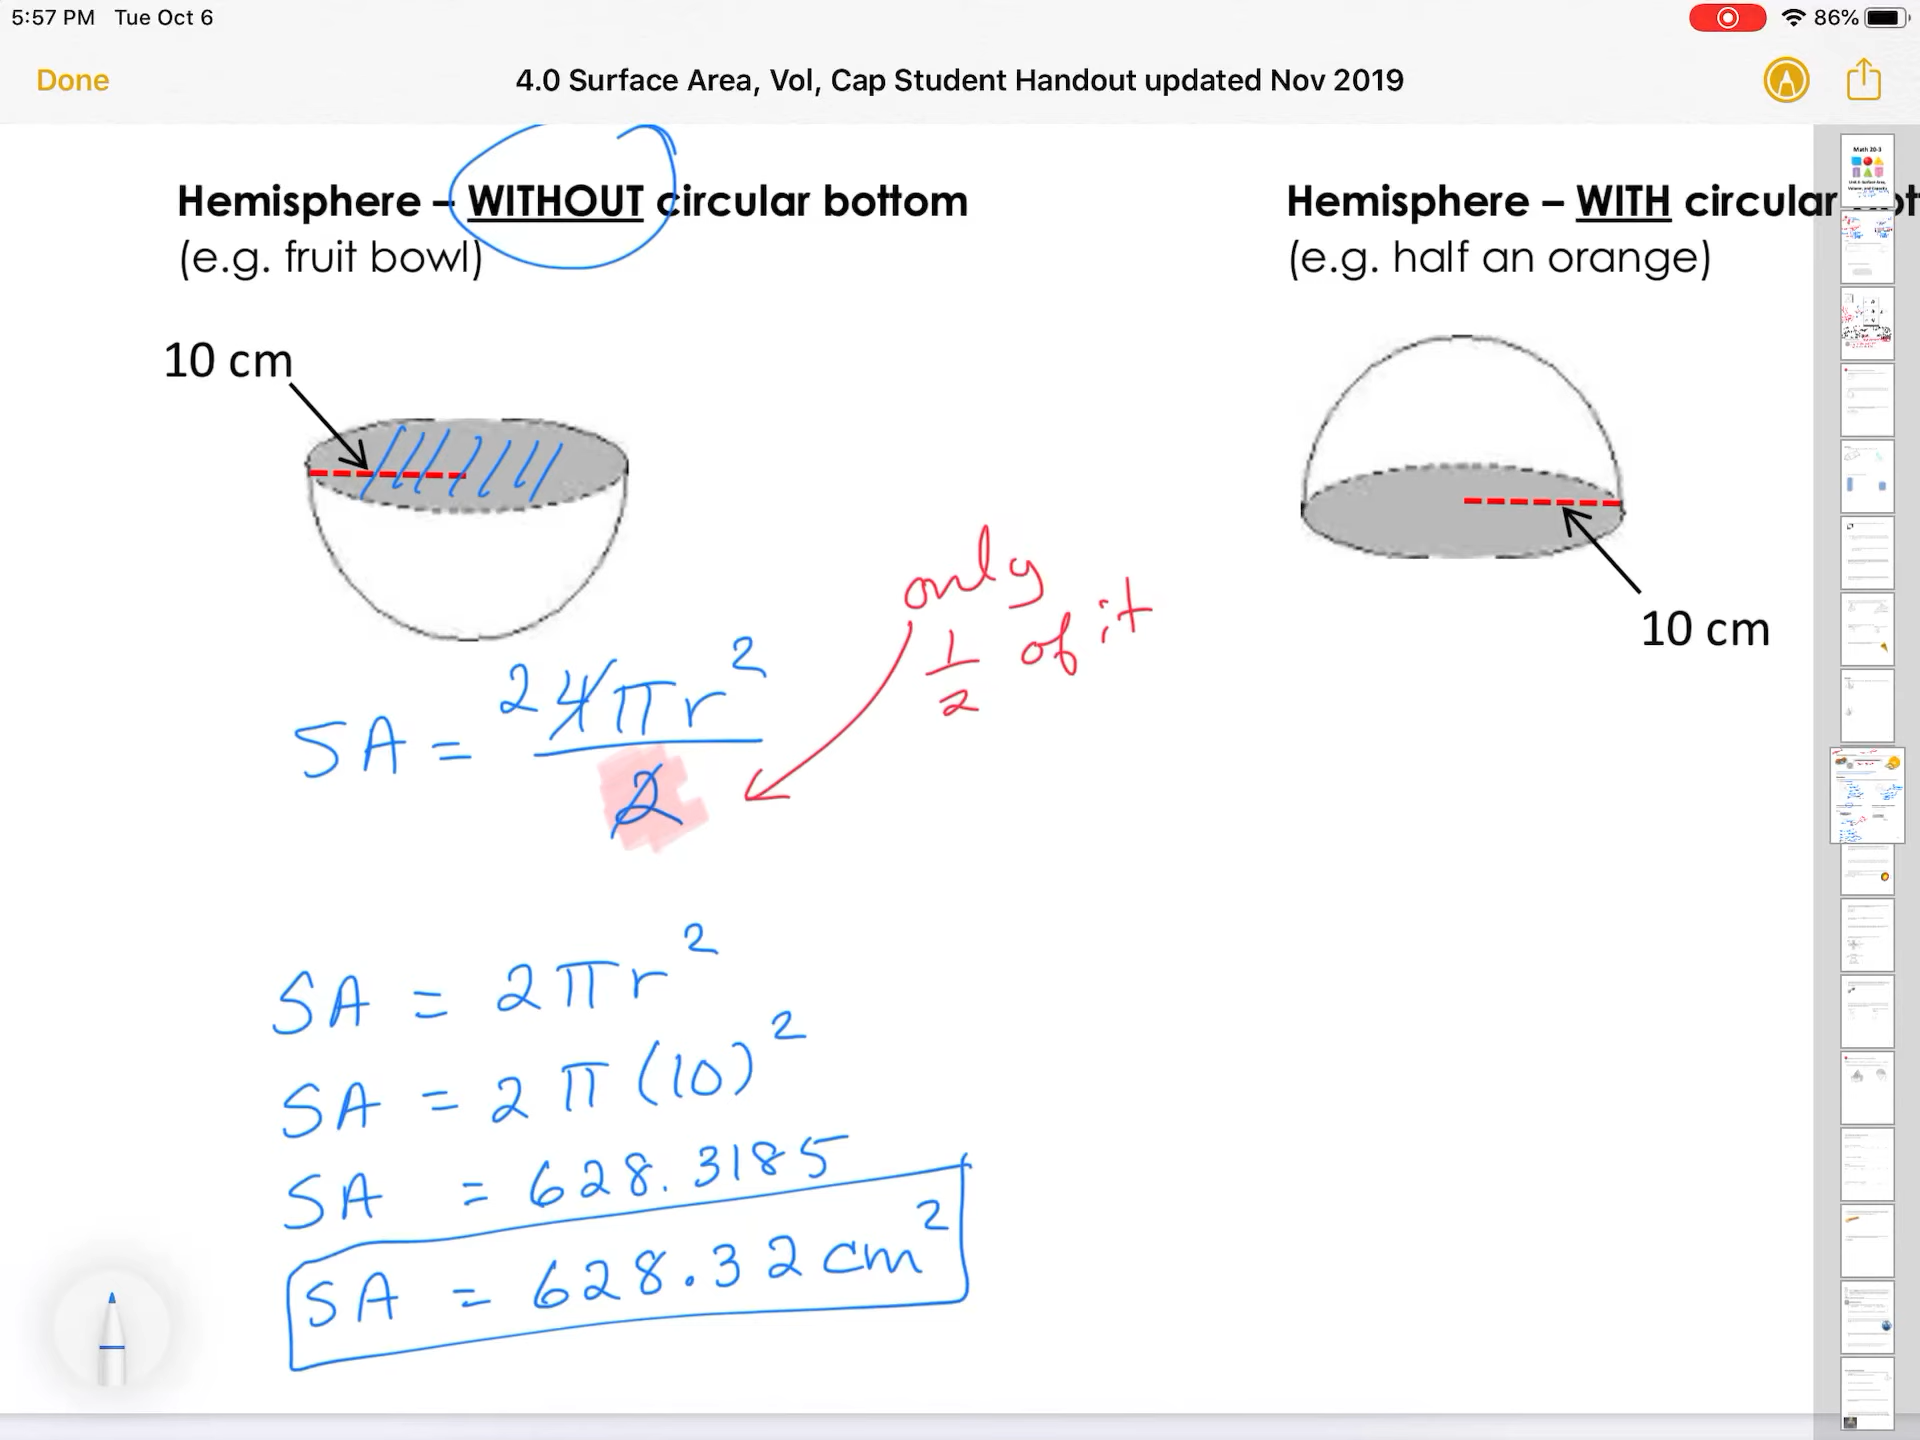 5:57 PM Tue Oct 6
86%
Done
4.0 Surface Area, Vol, Cap Student Handout updated Nov 2019
Hemisphere – WITHOUT circular bottom
(e.g. fruit bowl)
10 cm
SA = 2 4πr²
2
only
1/2 of it
SA = 2πr²
SA = 2π(10)²
SA = 628.3185
SA = 628.32 cm²
Hemisphere – WITH circular
(e.g. half an orange)
10 cm
Math 20-3